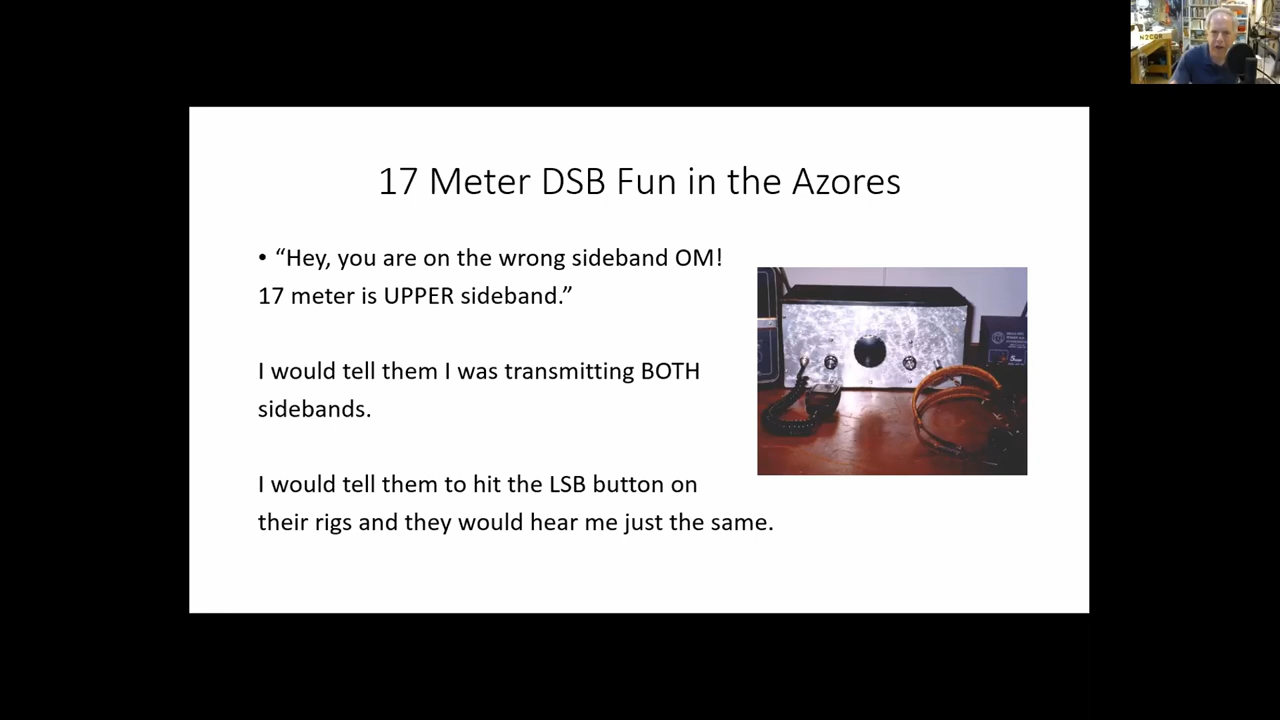 17 Meter DSB Fun in the Azores
• “Hey, you are on the wrong sideband OM!
17 meter is UPPER sideband.”
I would tell them I was transmitting BOTH
sidebands.
I would tell them to hit the LSB button on
their rigs and they would hear me just the same.